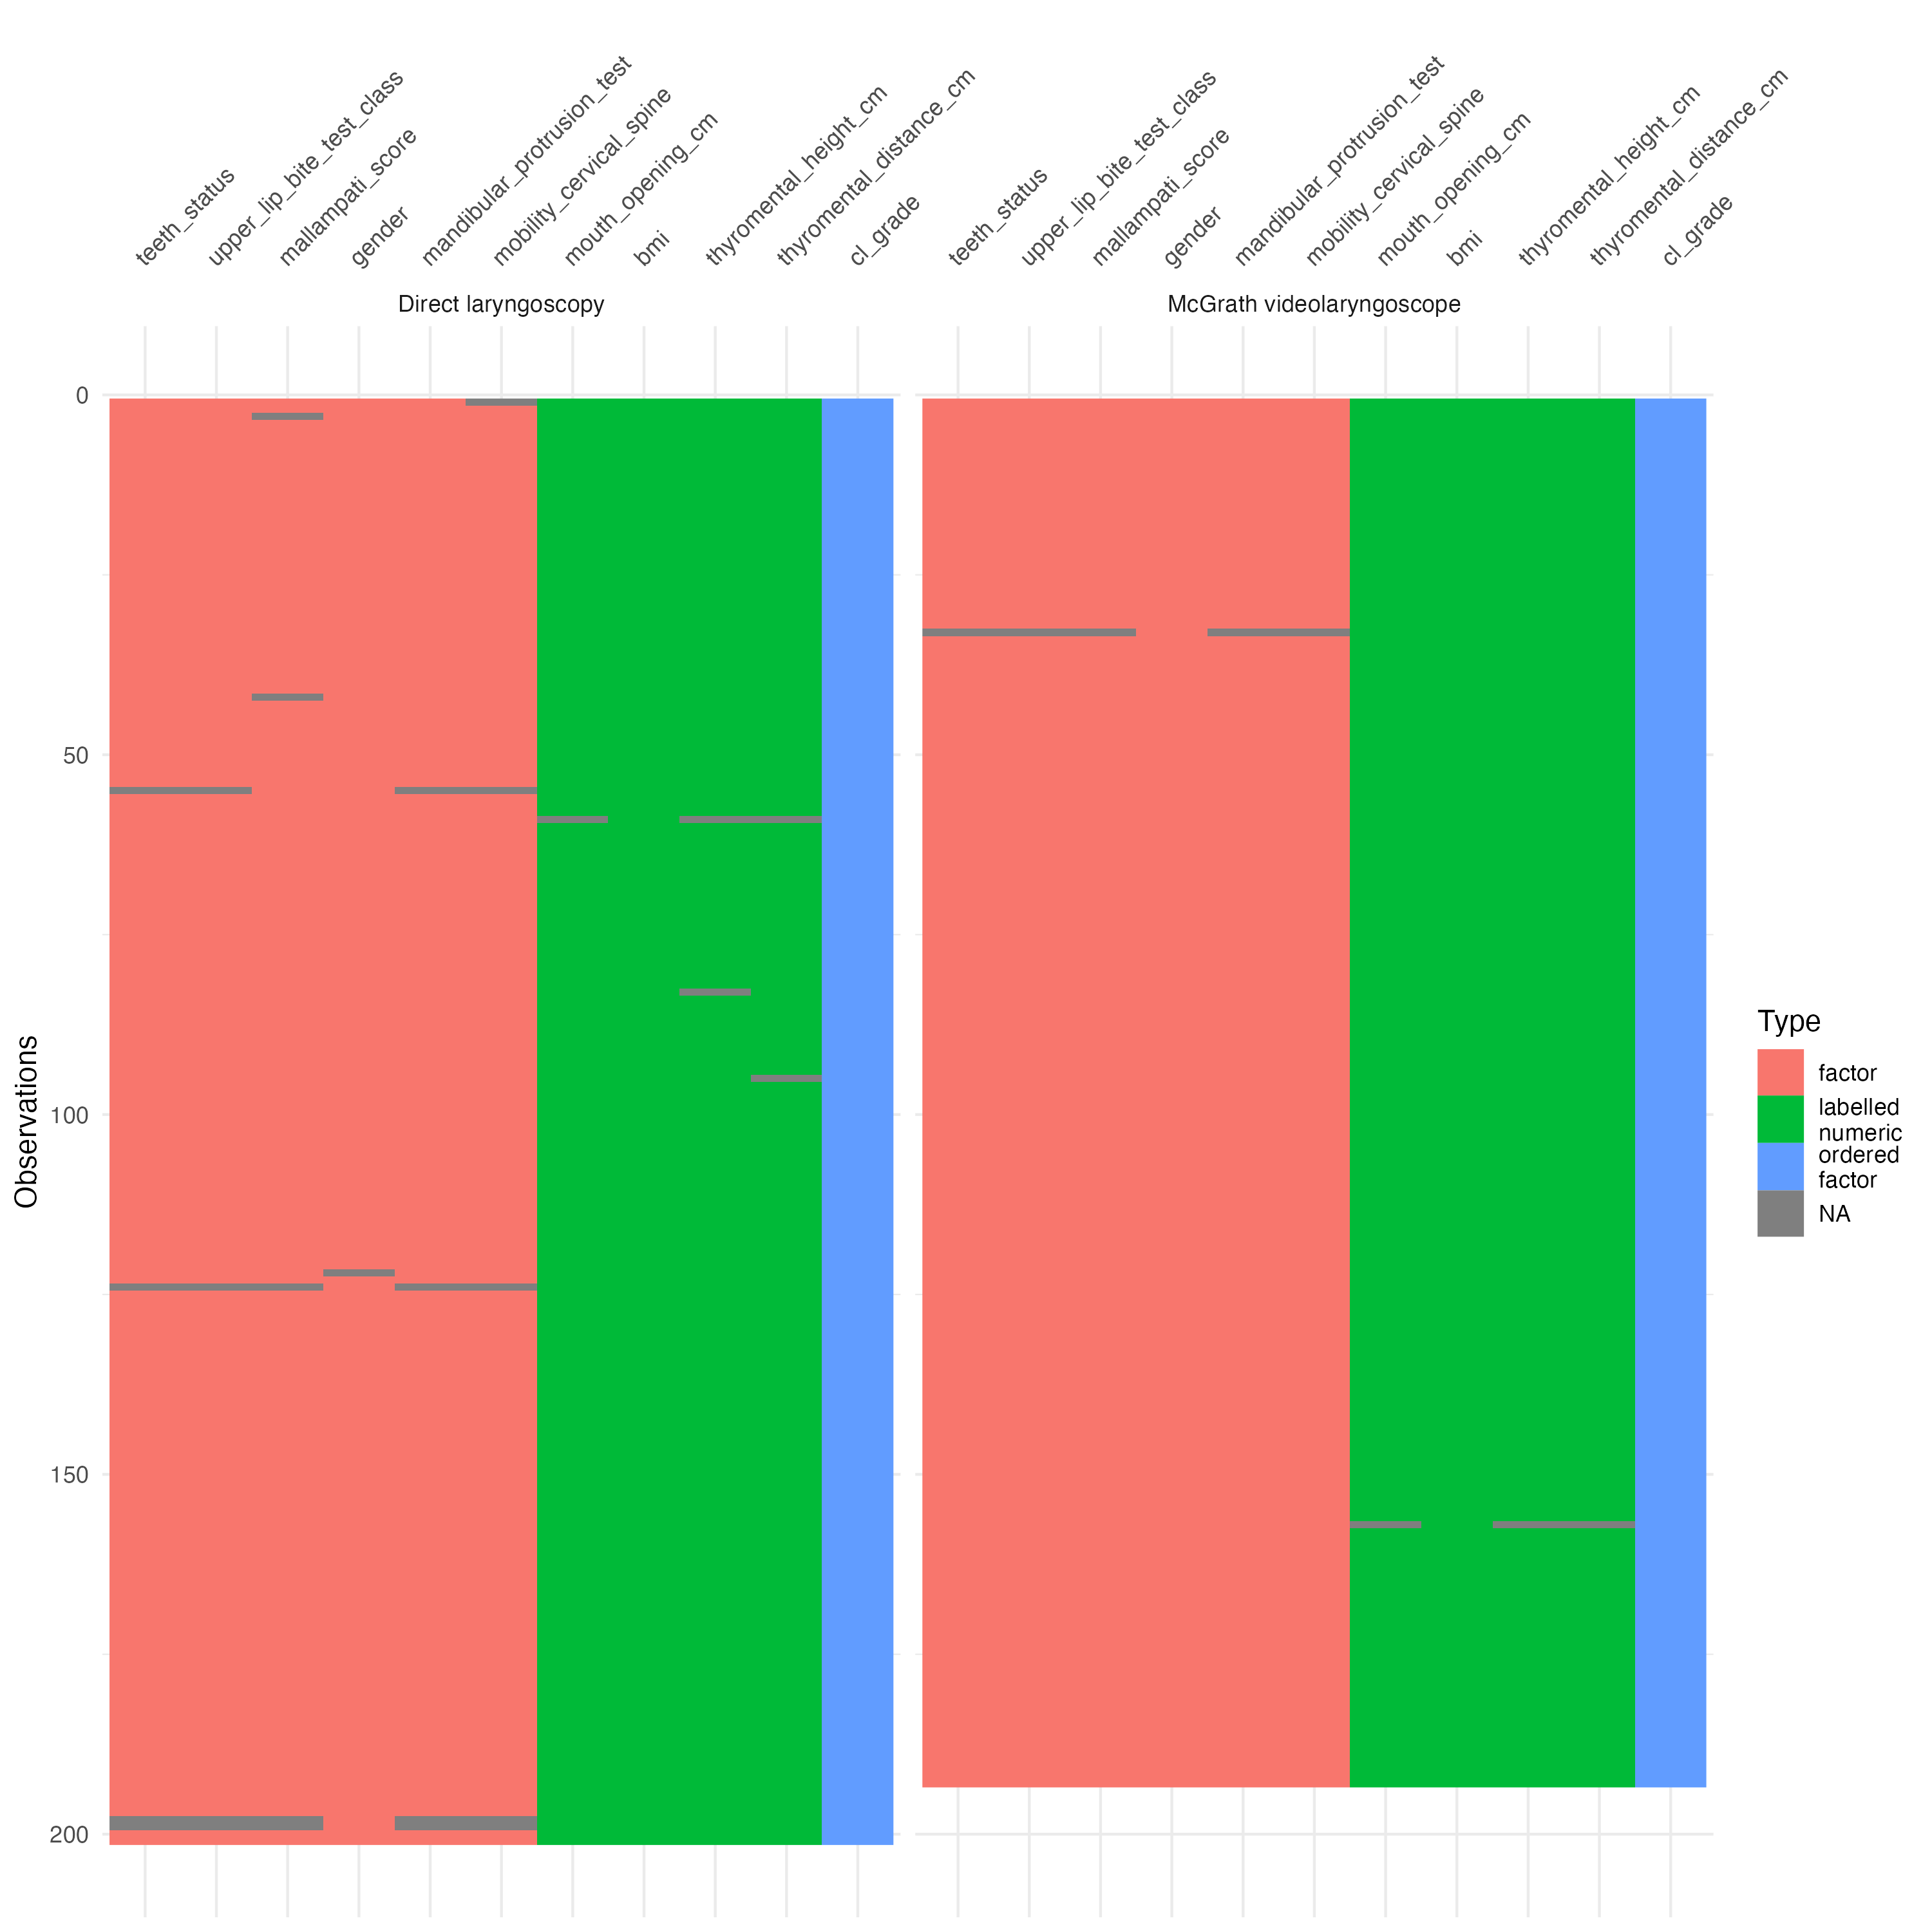 teeth_status
upper_lip_bite_test_class
mallampati_score
gender
mandibular_protrusion_test
mobility_cervical_spine
mouth_opening_cm
bmi
thyromental_height_cm
thyromental_distance_cm
cl_grade
teeth_status
upper_lip_bite_test_class
mallampati_score
gender
mandibular_protrusion_test
mobility_cervical_spine
mouth_opening_cm
bmi
thyromental_height_cm
thyromental_distance_cm
cl_grade
Direct laryngoscopy
McGrath videolaryngoscope
0
50
100
150
200
Observations
Type
factor
labelled
numeric
ordered
factor
NA